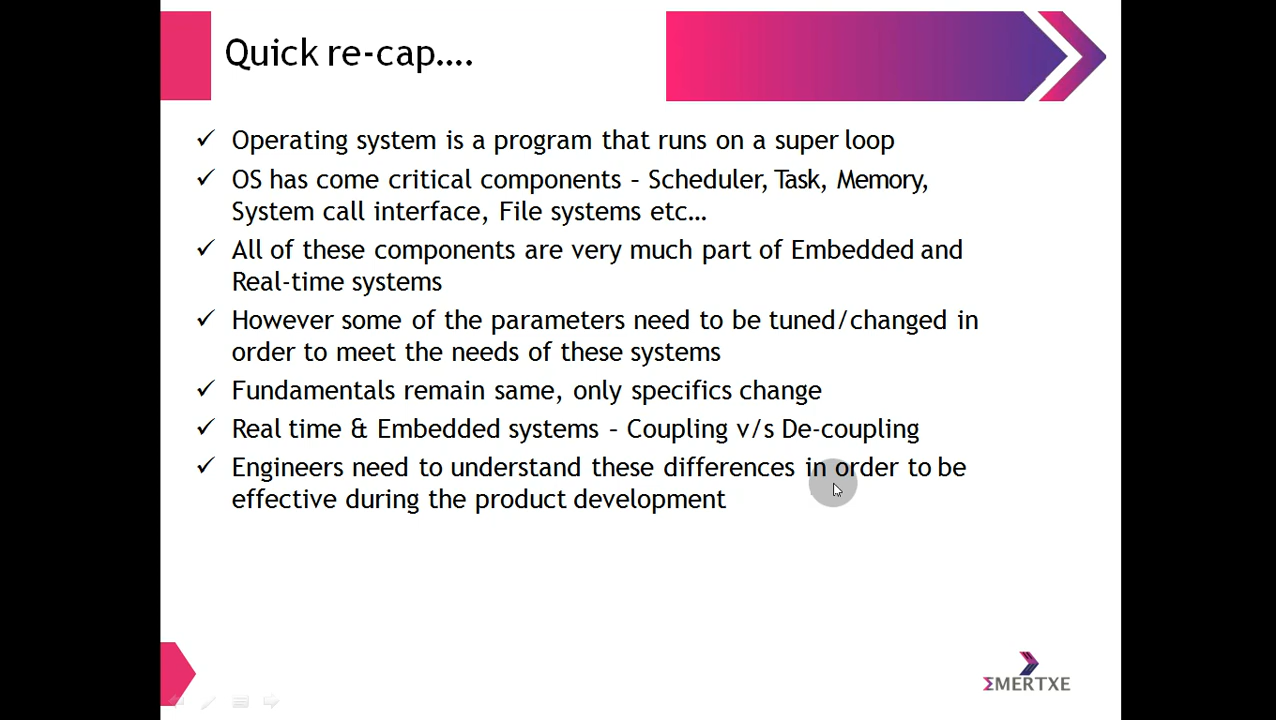 Quick re-cap....
Operating system is a program that runs on a super loop
OS has come critical components – Scheduler, Task, Memory,
System call interface, File systems etc…
All of these components are very much part of Embedded and
Real-time systems
However some of the parameters need to be tuned/changed in
order to meet the needs of these systems
Fundamentals remain same, only specifics change
Real time & Embedded systems – Coupling v/s De-coupling
Engineers need to understand these differences in order to be
effective during the product development
ΣMERTXE